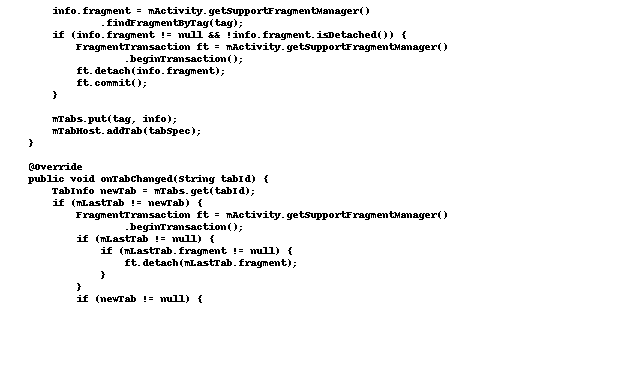 info.fragment = mActivity.getSupportFragmentManager()
.findFragmentByTag(tag);
if (info.fragment != null && !info.fragment.isDetached()) {
FragmentTransaction ft = mActivity.getSupportFragmentManager()
.beginTransaction();
ft.detach(info.fragment);
ft.commit();
}
mTabs.put(tag, info);
mTabHost.addTab(tabSpec);
}
@Override
public void onTabChanged(String tabId) {
TabInfo newTab = mTabs.get(tabId);
if (mLastTab != newTab) {
FragmentTransaction ft = mActivity.getSupportFragmentManager()
.beginTransaction();
if (mLastTab != null) {
if (mLastTab.fragment != null) {
ft.detach(mLastTab.fragment);
}
}
if (newTab != null) {